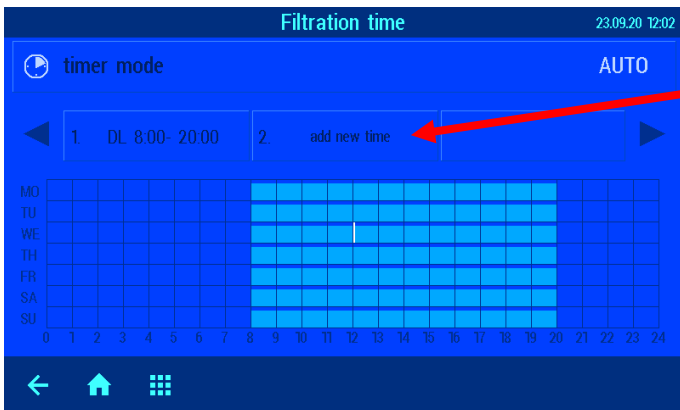 Filtration time 23.09.20 12:02
timer mode AUTO
1. DL 8:00- 20:00 2. add new time
MO
TU
WE
TH
FR
SA
SU
0 1 2 3 4 5 6 7 8 9 10 11 12 13 14 15 16 17 18 19 20 21 22 23 24